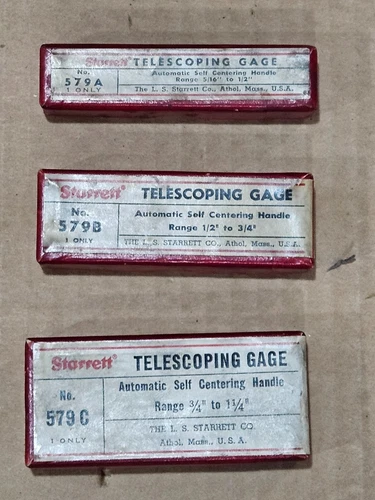 Starrett TELESCOPING GAGE
No. Automatic Self Centering Handle
579A Range 5/16" to 1/2"
1 ONLY The L. S. Starrett Co., Athol, Mass., U.S.A.
Starrett TELESCOPING GAGE
No. Automatic Self Centering Handle
579B Range 1/2" to 3/4"
1 ONLY THE L. S. STARRETT CO., Athol, Mass., U.S.A.
Starrett TELESCOPING GAGE
Automatic Self Centering Handle
No. Range 3/4" to 1 1/4"
579 C THE L. S. STARRETT CO.
1 ONLY Athol, Mass., U. S. A.